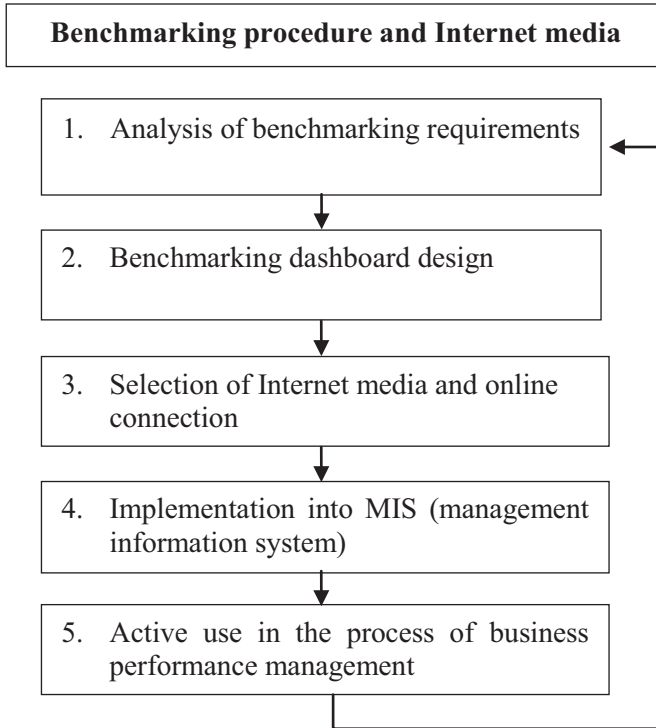 Benchmarking procedure and Internet media
1. Analysis of benchmarking requirements
2. Benchmarking dashboard design
3. Selection of Internet media and online
connection
4. Implementation into MIS (management
information system)
5. Active use in the process of business
performance management